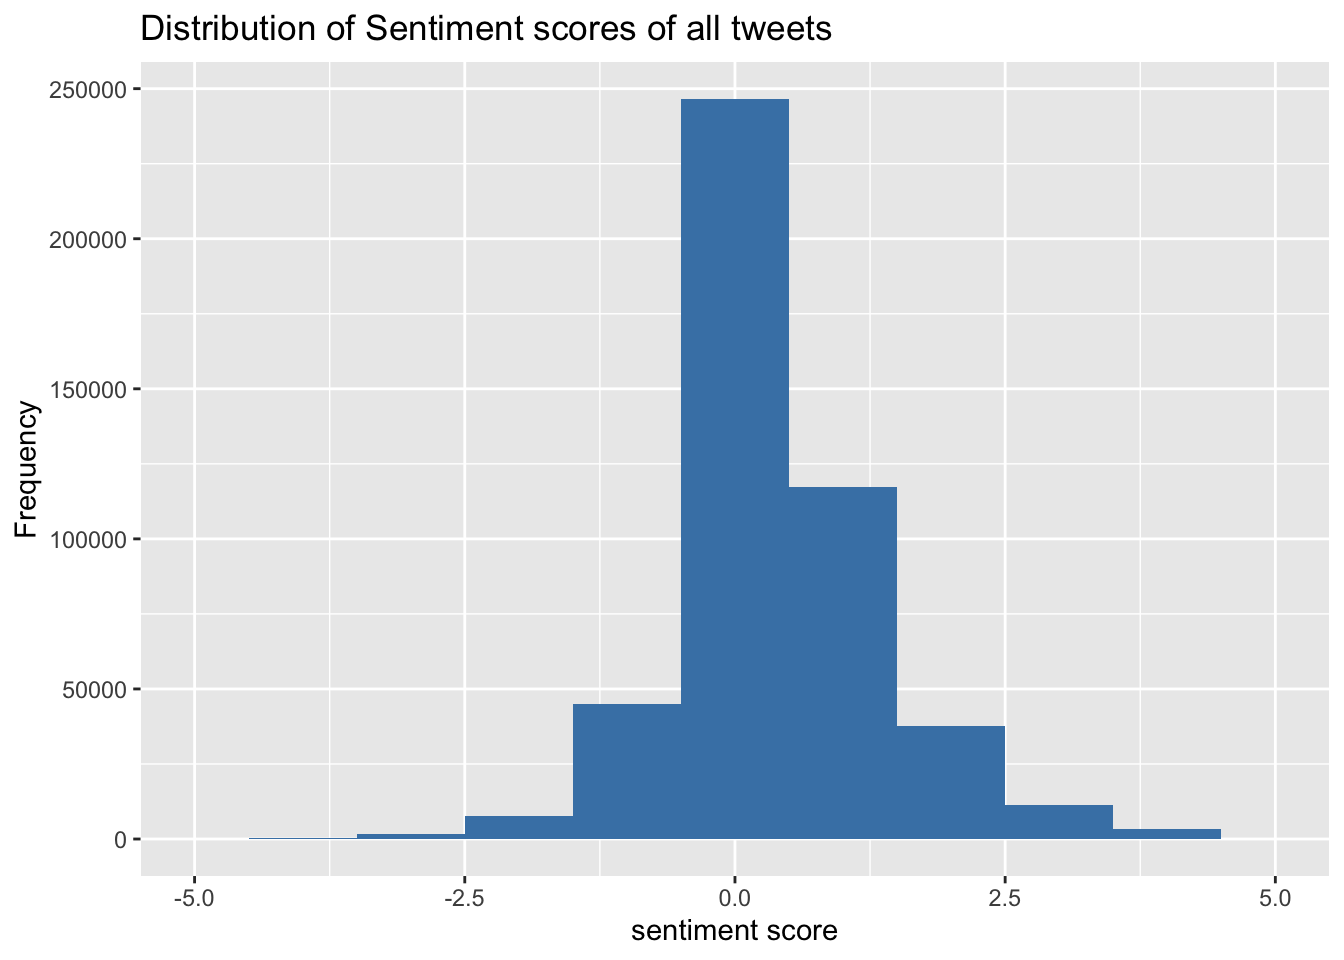 Distribution of Sentiment scores of all tweets
250000
200000
150000
100000
50000
0
Frequency
-5.0 -2.5 0.0 2.5 5.0
sentiment score